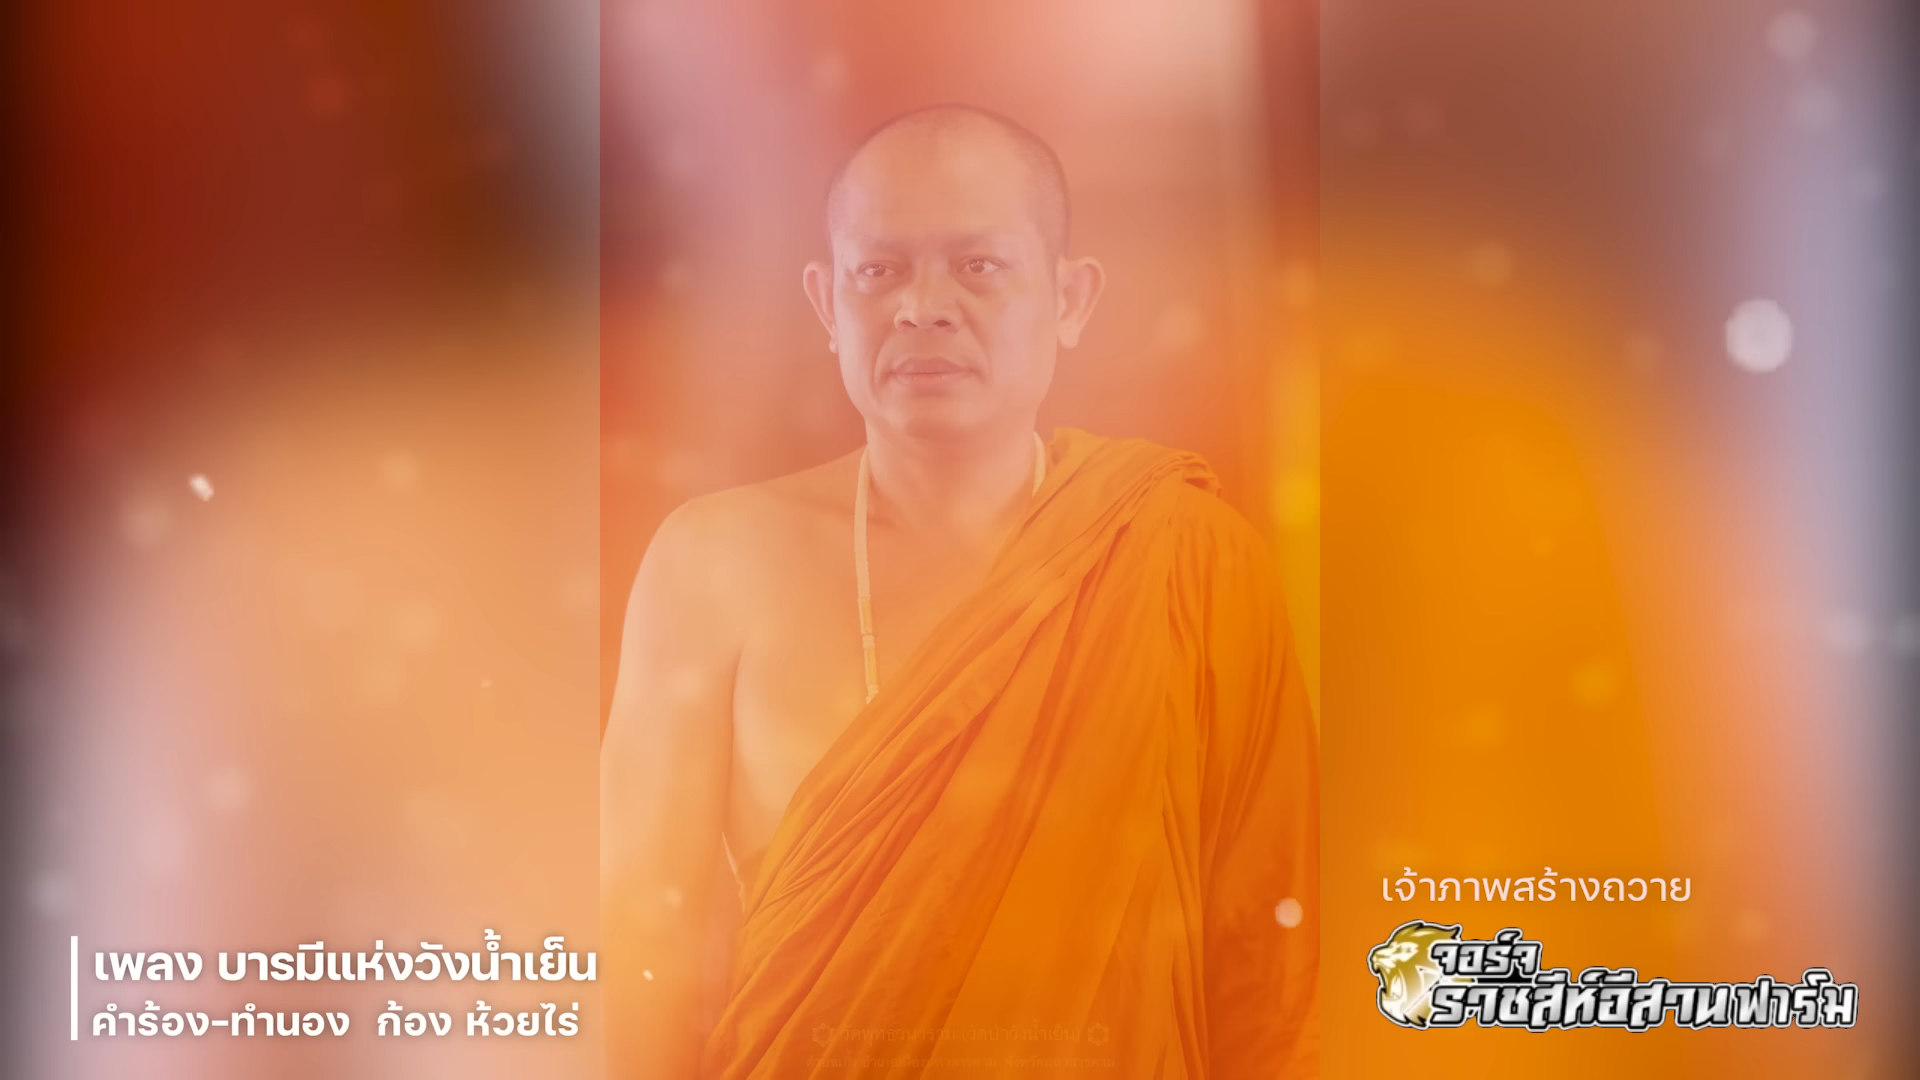 เพลง บารมีแห่งวังน้ำเย็น
คำร้อง-ทำนอง ก้อง ห้วยไร่
เจ้าภาพสร้างถวาย
จอร์จ
ราชสีห์อีสานฟาร์ม